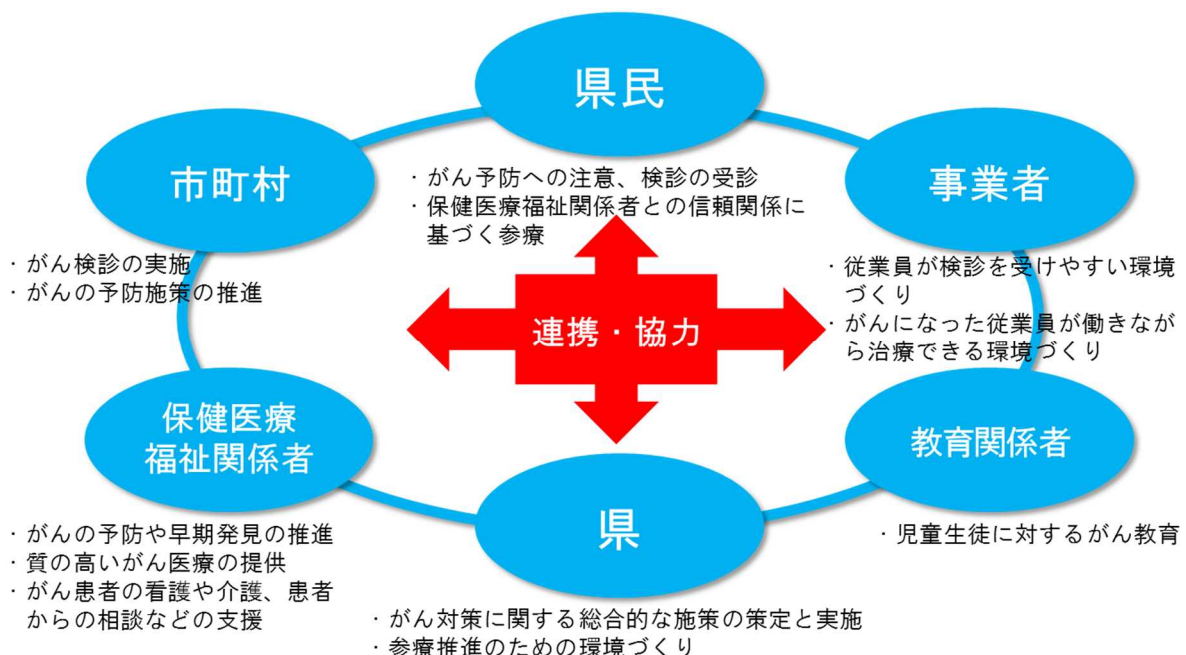 県民
・がん予防への注意、検診の受診
・保健医療福祉関係者との信頼関係に
基づく参療
市町村
・がん検診の実施
・がんの予防施策の推進
事業者
・従業員が検診を受けやすい環境
づくり
・がんになった従業員が働きなが
ら治療できる環境づくり
連携・協力
保健医療
福祉関係者
・がんの予防や早期発見の推進
・質の高いがん医療の提供
・がん患者の看護や介護、患者
からの相談などの支援
教育関係者
・児童生徒に対するがん教育
県
・がん対策に関する総合的な施策の策定と実施
・参療推進のための環境づくり